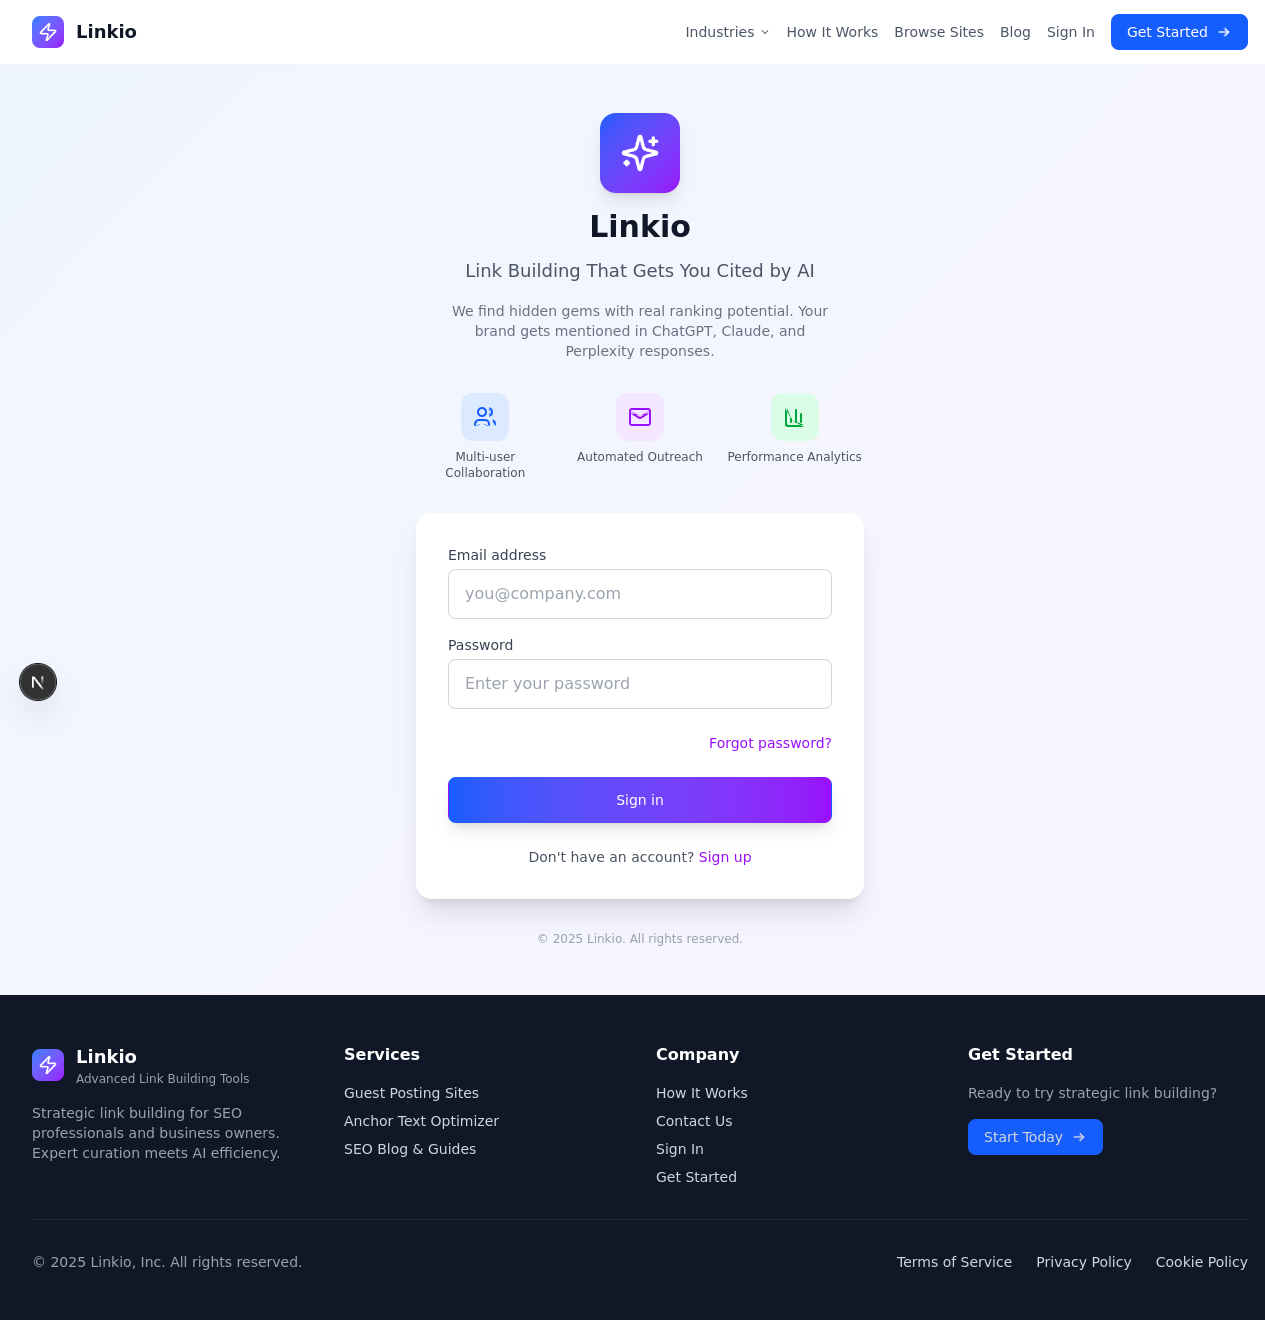 Linkio
Industries
How It Works
Browse Sites
Blog
Sign In
Get Started
Linkio
Link Building That Gets You Cited by AI
We find hidden gems with real ranking potential. Your
brand gets mentioned in ChatGPT, Claude, and
Perplexity responses.
Multi-user
Collaboration
Automated Outreach
Performance Analytics
Email address
you@company.com
Password
Enter your password
Forgot password?
Sign in
Don't have an account? Sign up
© 2025 Linkio. All rights reserved.
N
Linkio
Advanced Link Building Tools
Strategic link building for SEO
professionals and business owners.
Expert curation meets AI efficiency.
Services
Guest Posting Sites
Anchor Text Optimizer
SEO Blog & Guides
Company
How It Works
Contact Us
Sign In
Get Started
Get Started
Ready to try strategic link building?
Start Today
© 2025 Linkio, Inc. All rights reserved.
Terms of Service
Privacy Policy
Cookie Policy